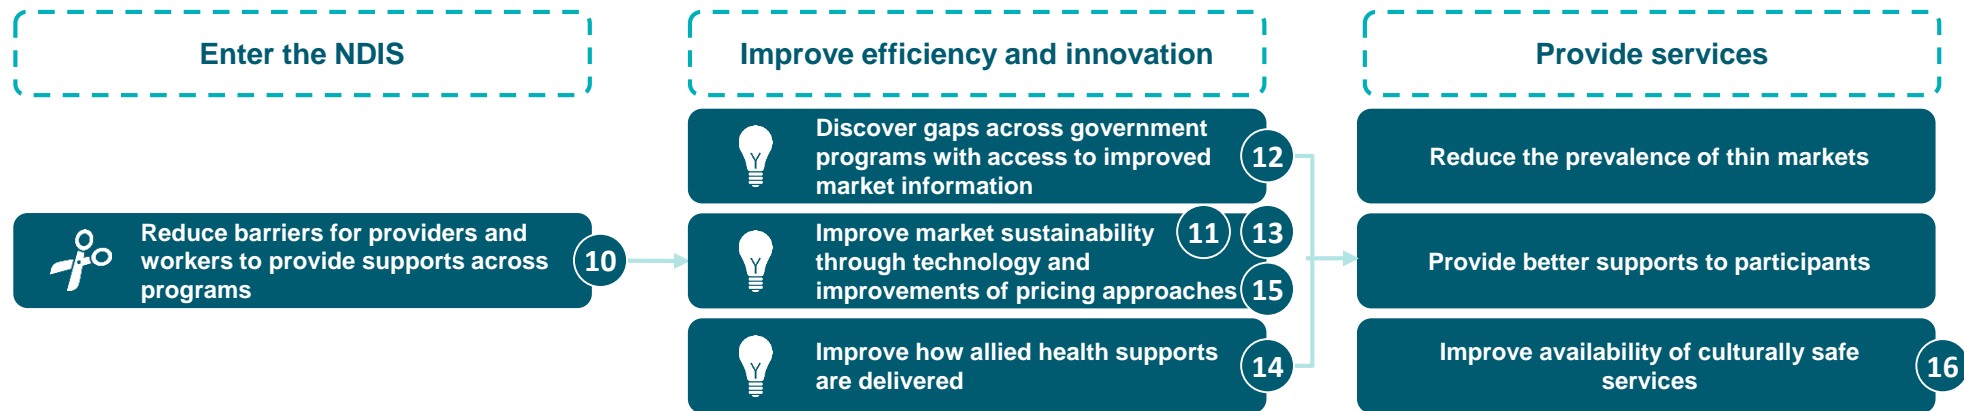 Enter the NDIS
Reduce barriers for providers and
workers to provide supports across
programs
10
Improve efficiency and innovation
Discover gaps across government
programs with access to improved
market information
12
Improve market sustainability
through technology and
improvements of pricing approaches
11
13
15
Improve how allied health supports
are delivered
14
Provide services
Reduce the prevalence of thin markets
Provide better supports to participants
Improve availability of culturally safe
services
16